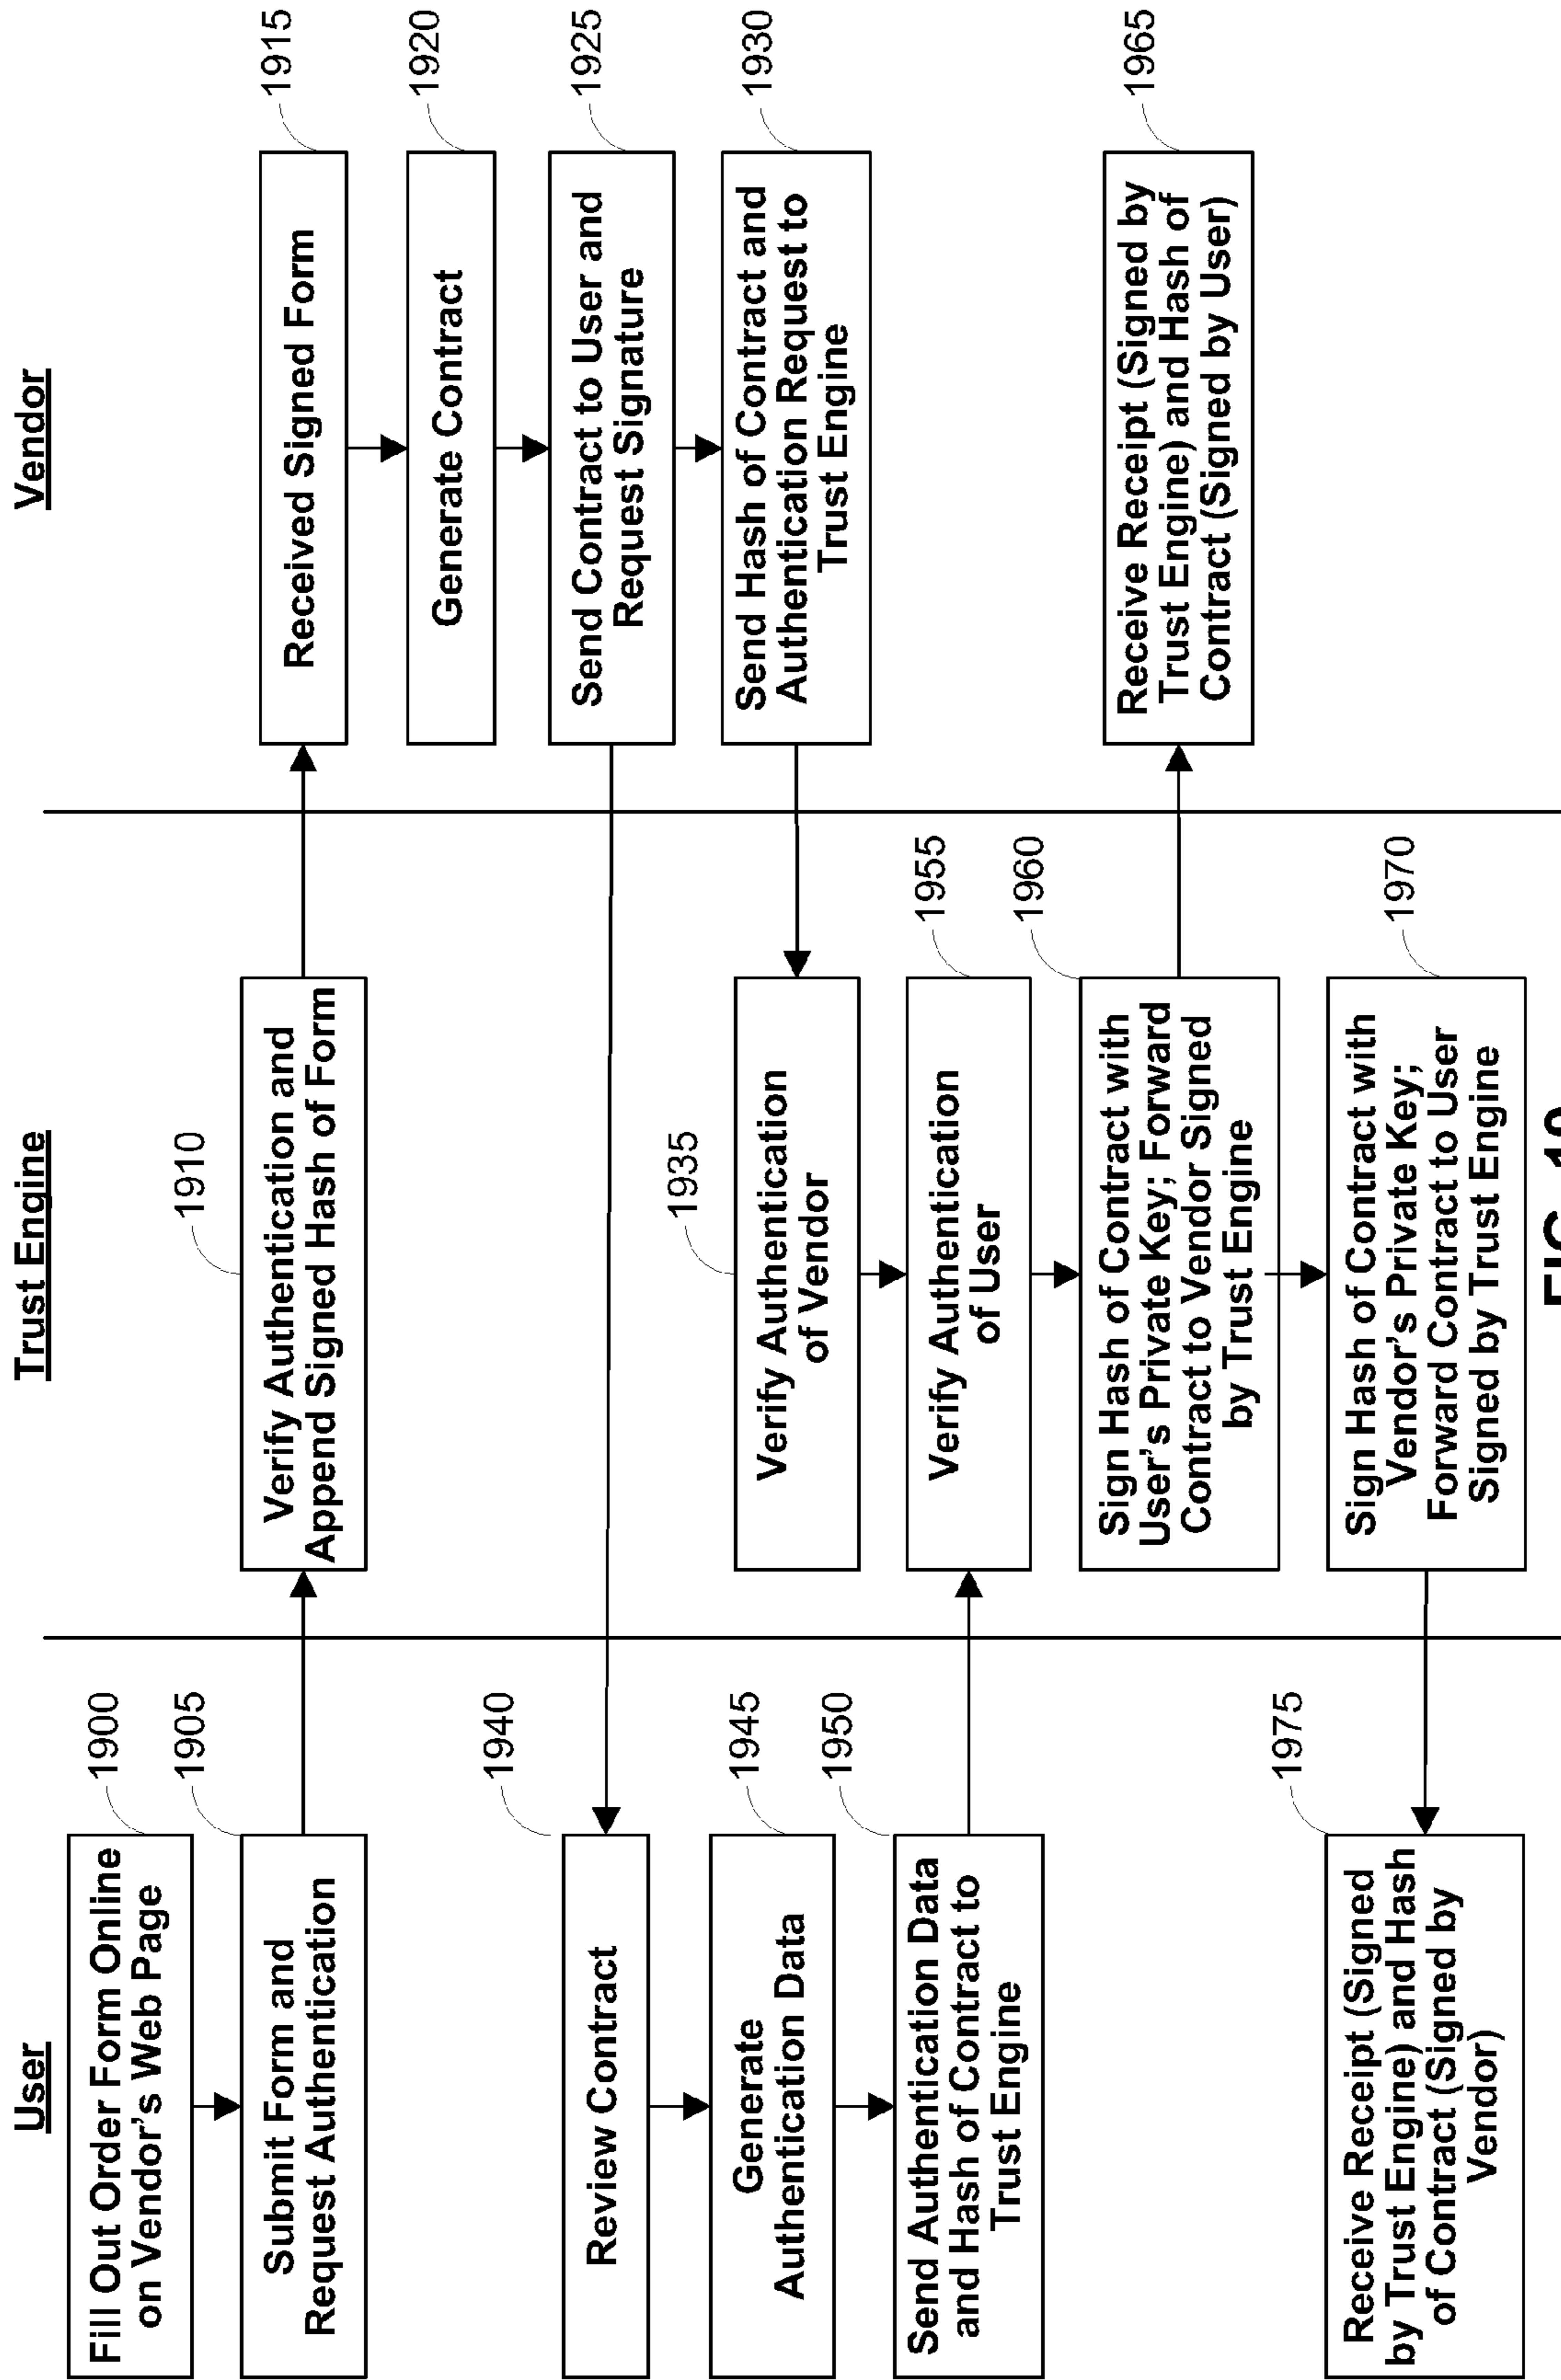 User
Trust Engine
Vendor
Fill Out Order Form Online
on Vendor's Web Page
1900
Submit Form and
Request Authentication
1905
Verify Authentication and
Append Signed Hash of Form
1910
Received Signed Form
1915
Generate Contract
1920
Send Contract to User and
Request Signature
1925
Send Hash of Contract and
Authentication Request to
Trust Engine
1930
Verify Authentication
of Vendor
1935
Review Contract
1940
Generate
Authentication Data
1945
Send Authentication Data
and Hash of Contract to
Trust Engine
1950
Verify Authentication
of User
1955
Sign Hash of Contract with
User's Private Key; Forward
Contract to Vendor Signed
by Trust Engine
1960
Receive Receipt (Signed by
Trust Engine) and Hash of
Contract (Signed by User)
1965
Sign Hash of Contract with
Vendor's Private Key;
Forward Contract to User
Signed by Trust Engine
1970
Receive Receipt (Signed
by Trust Engine) and Hash
of Contract (Signed by
Vendor)
1975